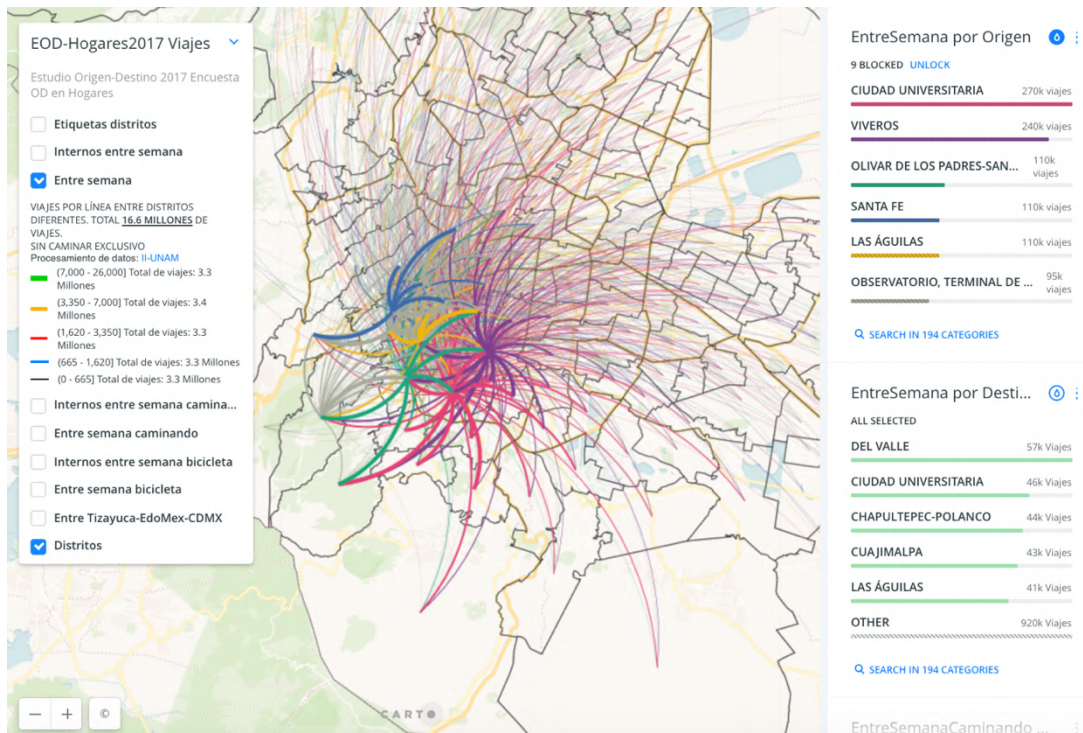 EOD-Hogares2017 Viajes
Estudio Origen-Destino 2017 Encuesta
OD en Hogares
Etiquetas distritos
Internos entre semana
Entre semana
VIAJES POR LÍNEA ENTRE DISTRITOS
DIFERENTES. TOTAL 16.6 MILLONES DE
VIAJES.
SIN CAMINAR EXCLUSIVO
Procesamiento de datos: II-UNAM
(7,000 - 26,000] Total de viajes: 3.3
Millones
(3,350 - 7,000] Total de viajes: 3.4
Millones
(1,620 - 3,350] Total de viajes: 3.3
Millones
(665 - 1,620] Total de viajes: 3.3 Millones
(0 - 665] Total de viajes: 3.3 Millones
Internos entre semana camina...
Entre semana caminando
Internos entre semana bicicleta
Entre semana bicicleta
Entre Tizayuca-EdoMex-CDMX
Distritos
©
CARTO
EntreSemana por Origen
9 BLOCKED UNLOCK
CIUDAD UNIVERSITARIA 270k viajes
VIVEROS 240k viajes
OLIVAR DE LOS PADRES-SAN... 110k
viajes
SANTA FE 110k viajes
LAS ÁGUILAS 110k viajes
OBSERVATORIO, TERMINAL DE ... 95k
viajes
SEARCH IN 194 CATEGORIES
EntreSemana por Desti...
ALL SELECTED
DEL VALLE 57k Viajes
CIUDAD UNIVERSITARIA 46k Viajes
CHAPULTEPEC-POLANCO 44k Viajes
CUAJIMALPA 43k Viajes
LAS ÁGUILAS 41k Viajes
OTHER 920k Viajes
SEARCH IN 194 CATEGORIES
EntreSemanaCaminando ...